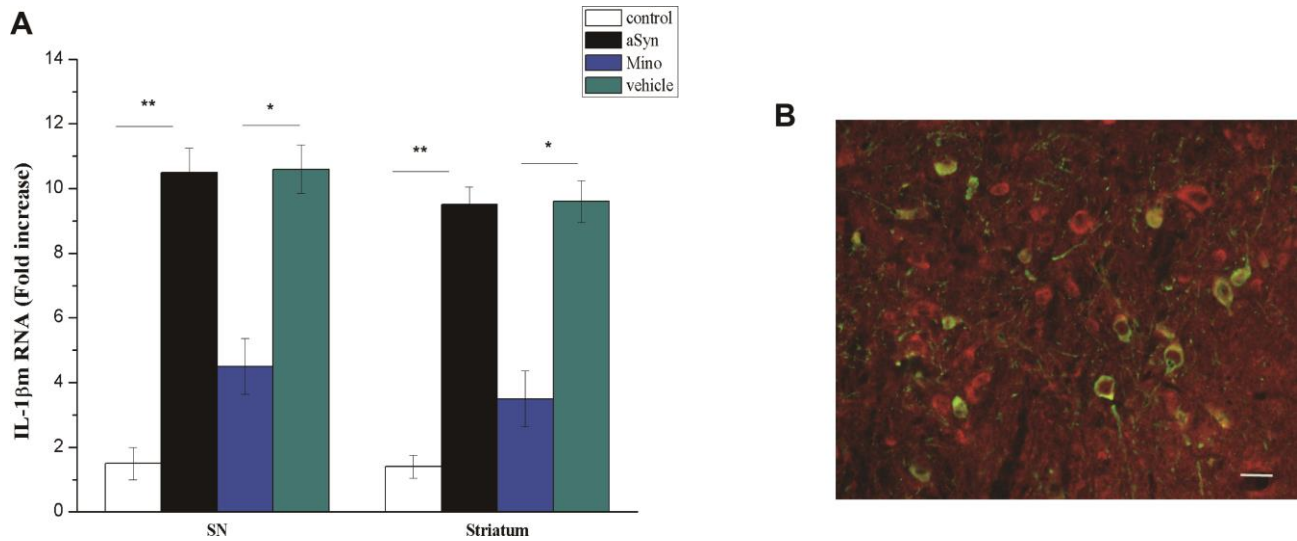 A
control
aSyn
Mino
vehicle
14
12
10
8
6
4
2
0
IL-1βm RNA (Fold increase)
** * ** *
SN Striatum
B